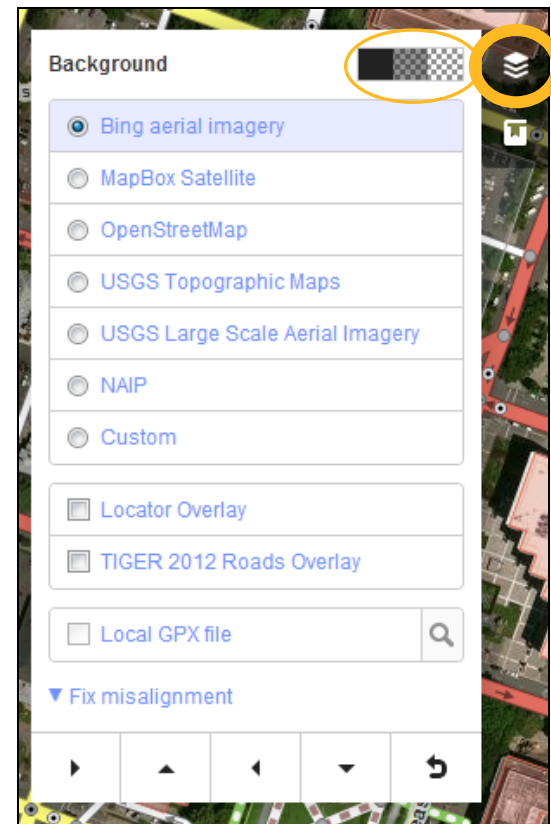 Background
Bing aerial imagery
MapBox Satellite
OpenStreetMap
USGS Topographic Maps
USGS Large Scale Aerial Imagery
NAIP
Custom
Locator Overlay
TIGER 2012 Roads Overlay
Local GPX file
Fix misalignment